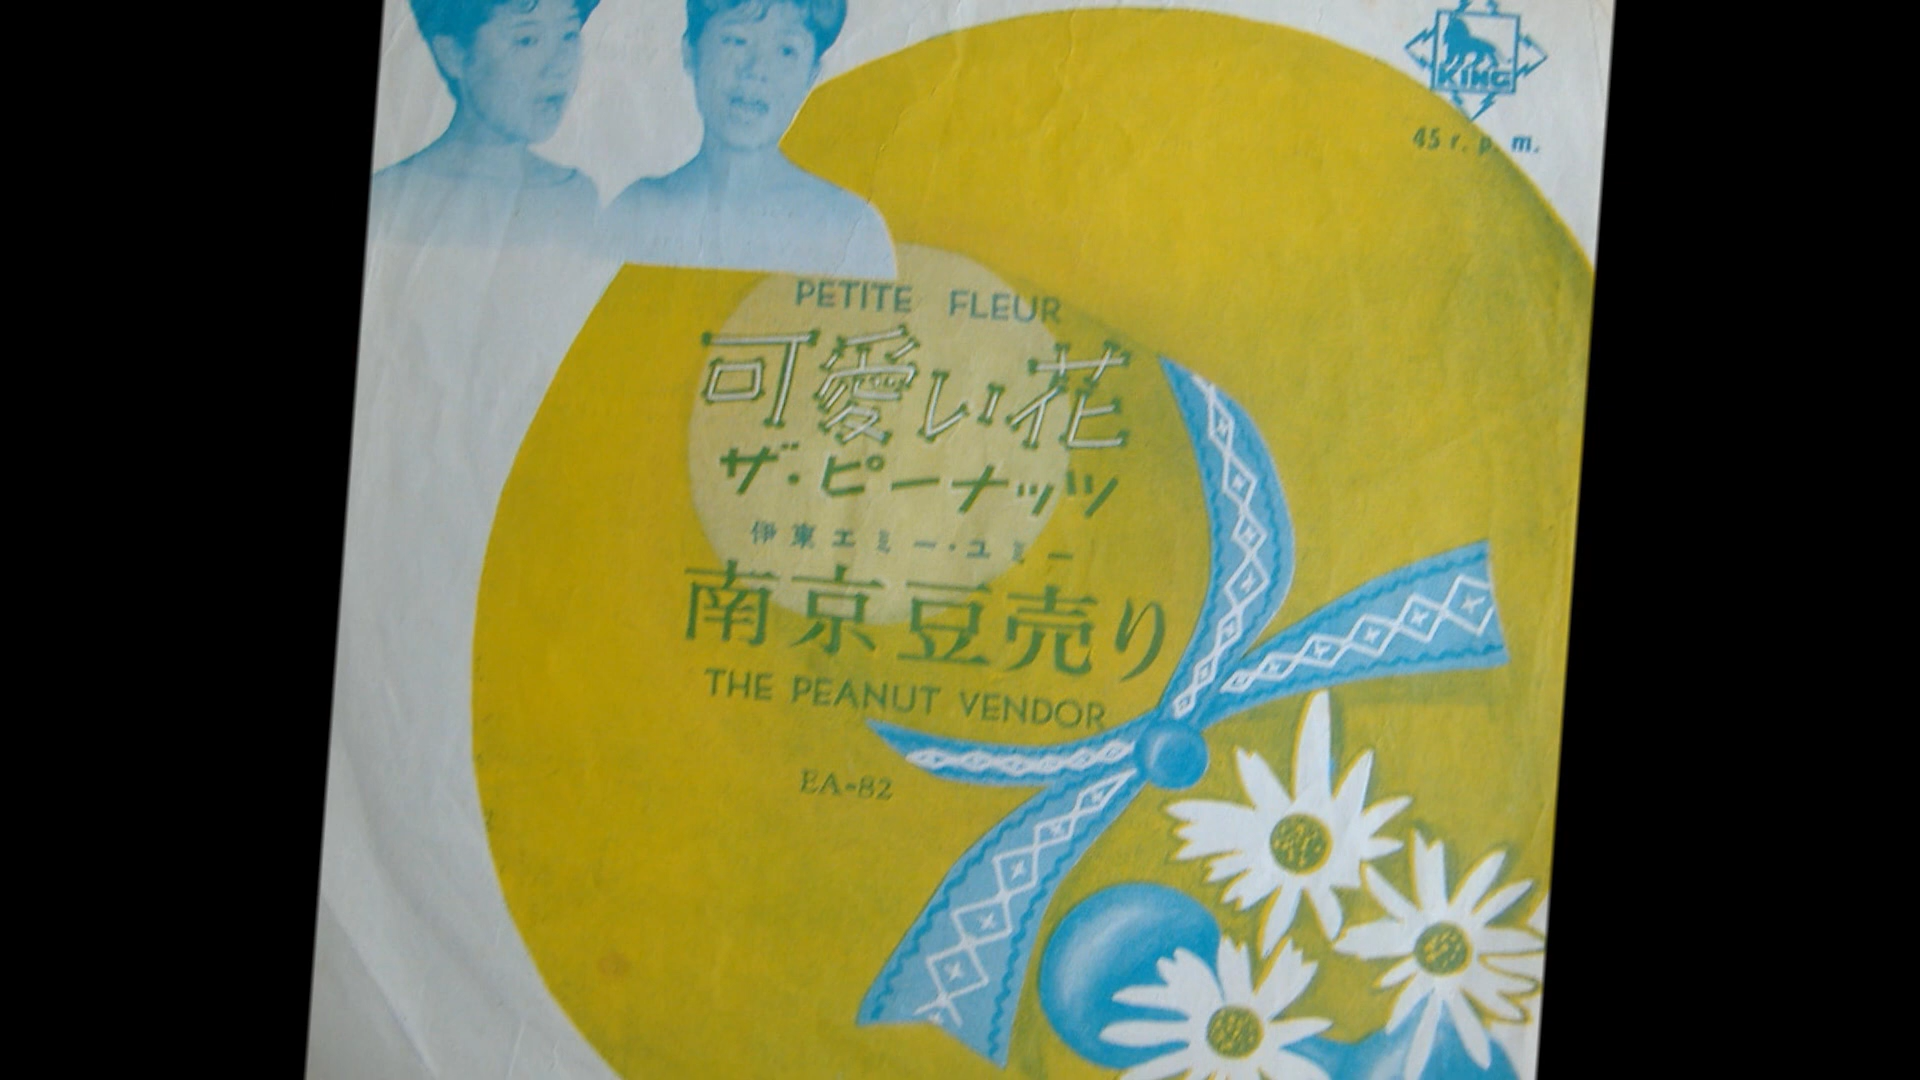 KING
45 r. p. m.
PETITE FLEUR
可愛い花
ザ・ピーナッツ
伊東エミー・ユミー
南京豆売り
THE PEANUT VENDOR
EA-82